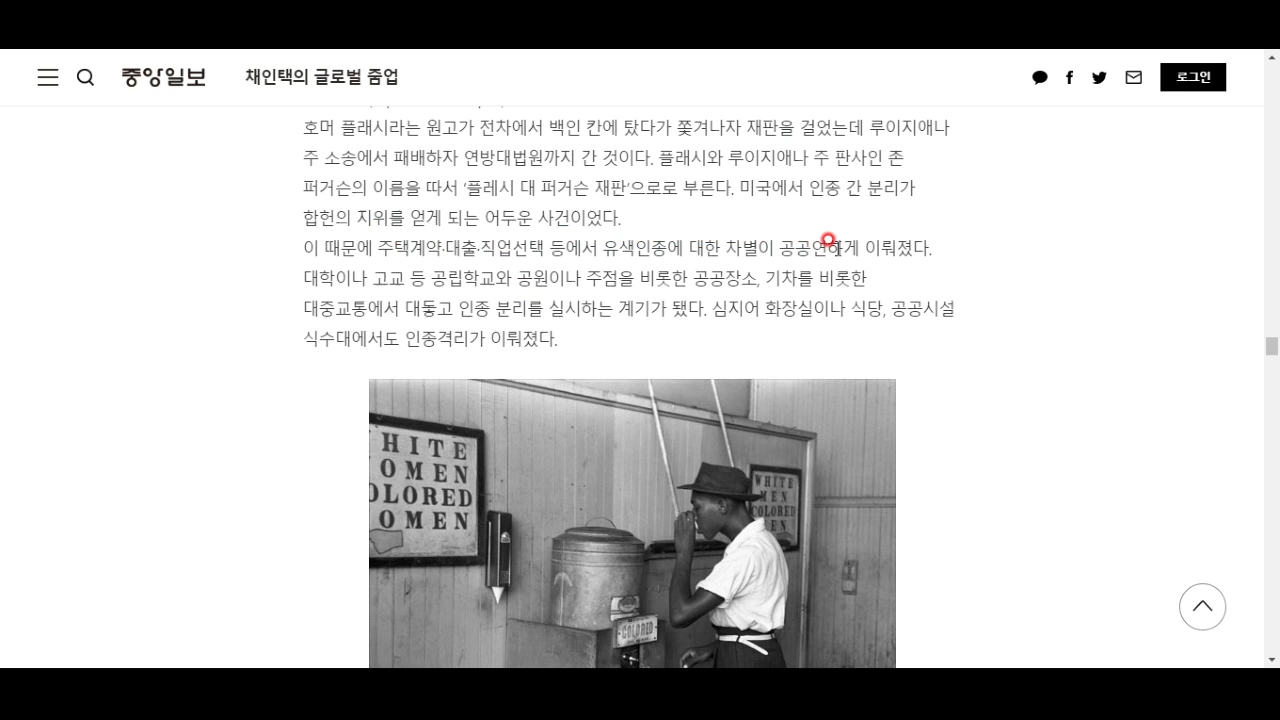 중앙일보 채인택의 글로벌 줌업 로그인
호머 플래시라는 원고가 전차에서 백인 칸에 탔다가 쫓겨나자 재판을 걸었는데 루이지애나
주 소송에서 패배하자 연방대법원까지 간 것이다. 플래시와 루이지애나 주 판사인 존
퍼거슨의 이름을 따서 ‘플레시 대 퍼거슨 재판’으로로 부른다. 미국에서 인종 간 분리가
합헌의 지위를 얻게 되는 어두운 사건이었다.
이 때문에 주택계약·대출·직업선택 등에서 유색인종에 대한 차별이 공공연하게 이뤄졌다.
대학이나 고교 등 공립학교와 공원이나 주점을 비롯한 공공장소, 기차를 비롯한
대중교통에서 대놓고 인종 분리를 실시하는 계기가 됐다. 심지어 화장실이나 식당, 공공시설
식수대에서도 인종격리가 이뤄졌다.
HITE
OMEN
OLORED
OMEN
WHITE
MEN
COLORED
EN
COLORED